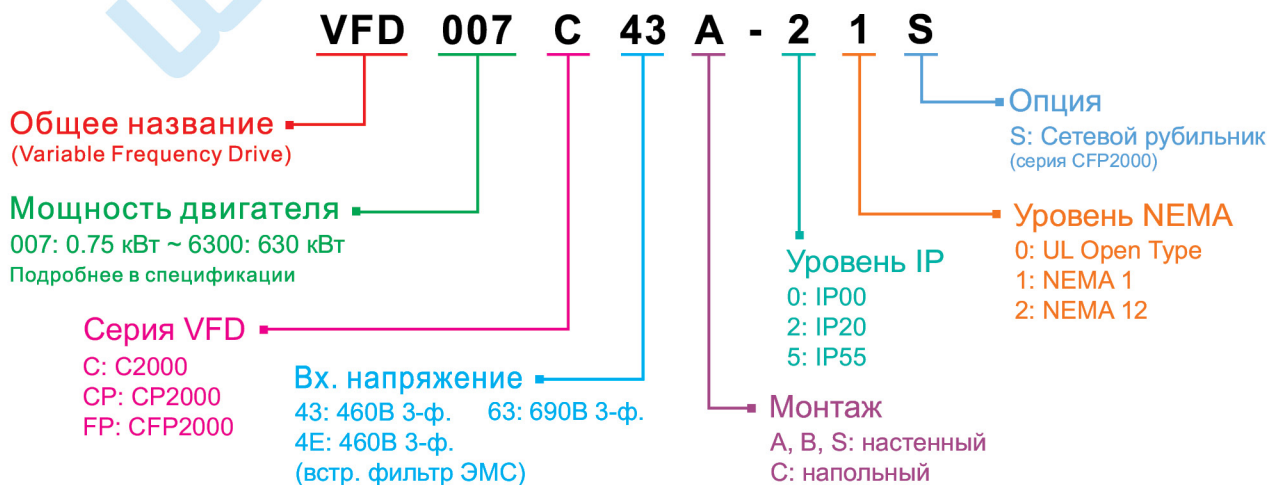 VFD 007 C 43 A - 2 1 S
Общее название
(Variable Frequency Drive)
Мощность двигателя
007: 0.75 кВт ~ 6300: 630 кВт
Подробнее в спецификации
Серия VFD
C: C2000
CP: CP2000
FP: CFP2000
Вх. напряжение
43: 460В 3-ф. 63: 690В 3-ф.
4E: 460В 3-ф.
(встр. фильтр ЭМС)
Монтаж
A, B, S: настенный
C: напольный
Уровень IP
0: IP00
2: IP20
5: IP55
Уровень NEMA
0: UL Open Type
1: NEMA 1
2: NEMA 12
Опция
S: Сетевой рубильник
(серия CFP2000)